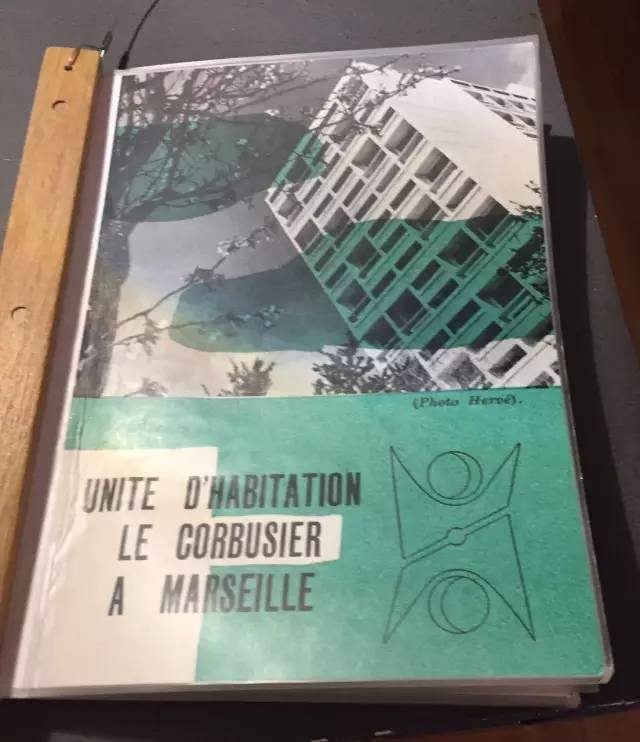 (Photo Hervé).
UNITE D'HABITATION
LE CORBUSIER
A MARSEILLE